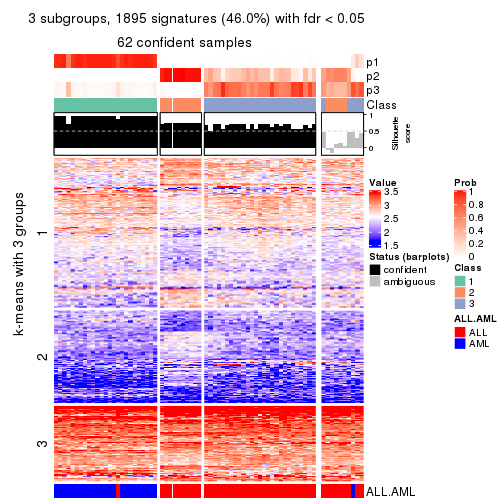 3 subgroups, 1895 signatures (46.0%) with fdr < 0.05
62 confident samples
p1
p2
p3
Class
1
0.5
0
Silhouette
score
k-means with 3 groups
1
2
3
ALL.AML
Value
3.5
3
2.5
2
1.5
Status (barplots)
confident
ambiguous
Prob
1
0.8
0.6
0.4
0.2
0
Class
1
2
3
ALL.AML
ALL
AML